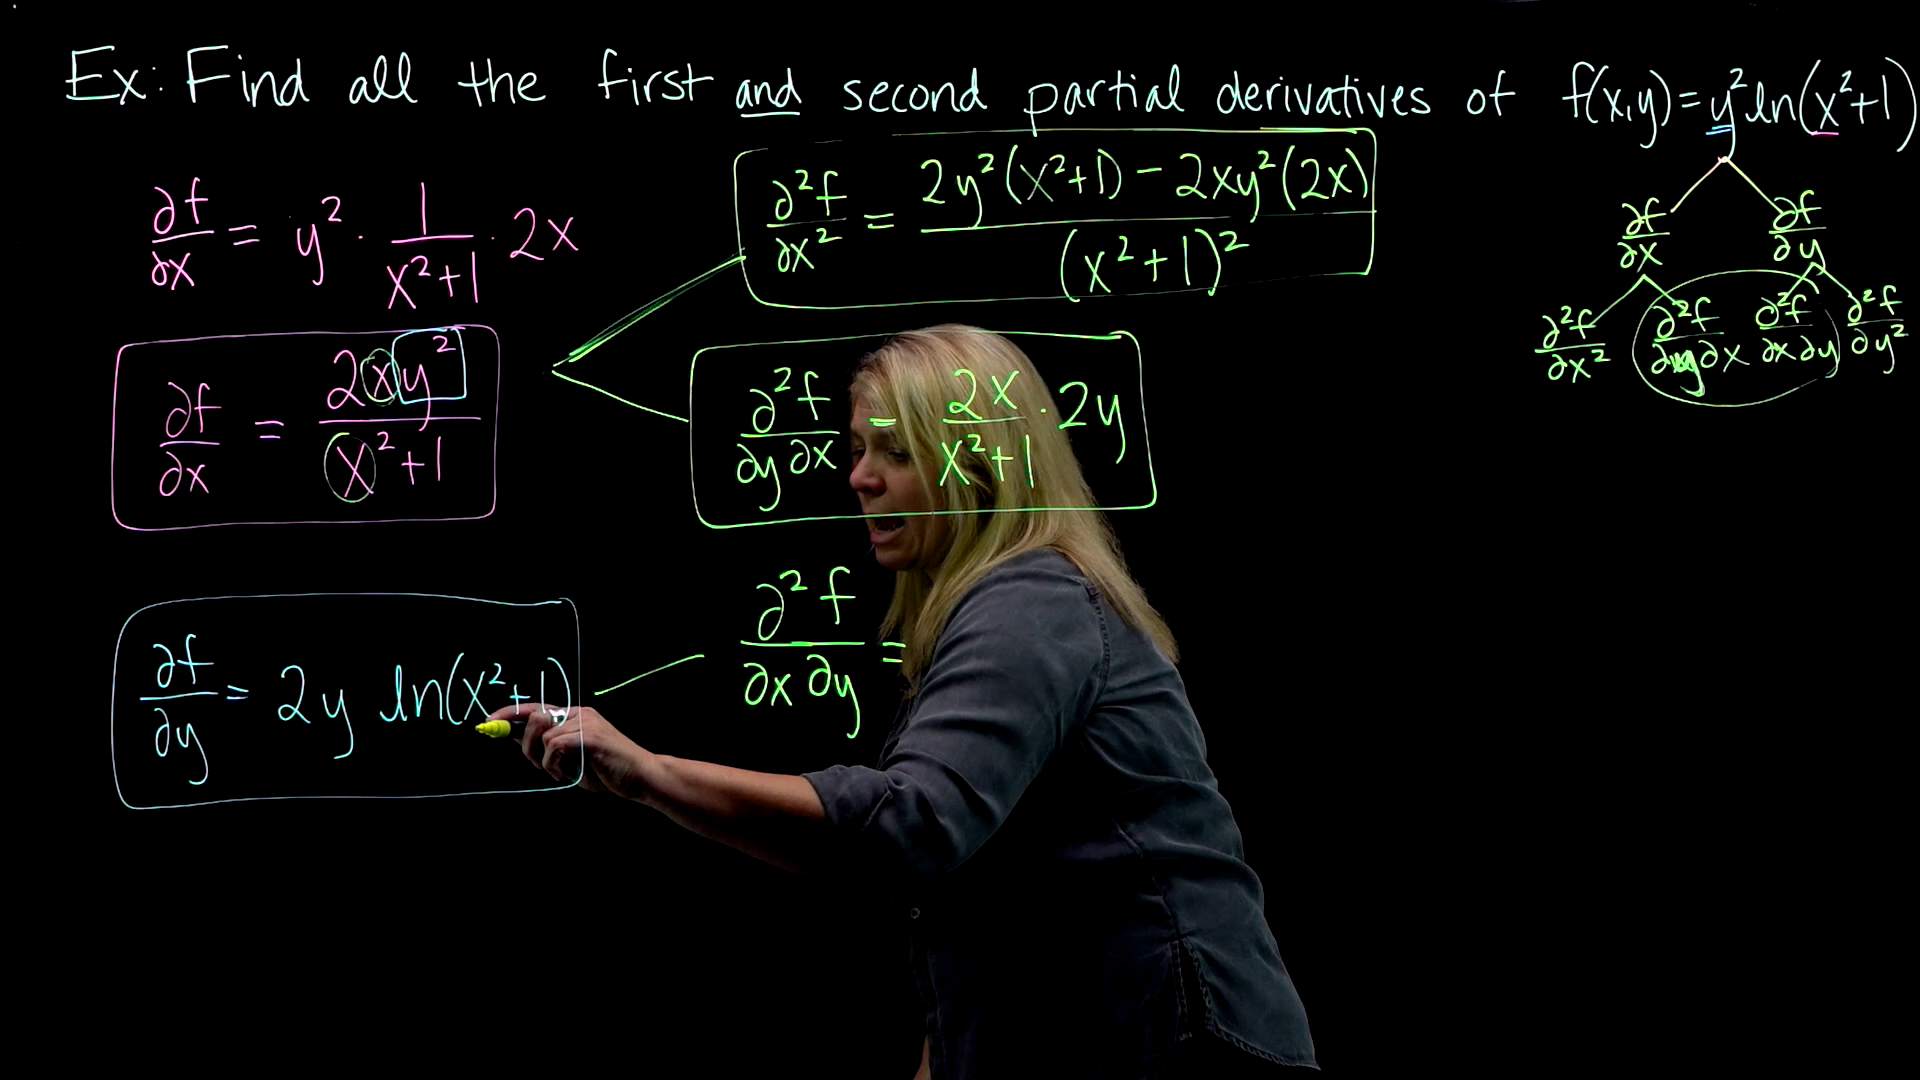 Ex: Find all the first and second partial derivatives of f(x,y) = y² ln(x²+1)
∂f/∂x = y² · 1/(x²+1) · 2x
∂²f/∂x² = (2y²(x²+1) - 2xy²(2x))/(x²+1)²
∂f/∂x ∂f/∂y
∂²f/∂x² ∂²f/∂y∂x ∂²f/∂x∂y ∂²f/∂y²
∂f/∂x = 2xy²/(x²+1)
∂²f/∂y∂x = 2x/(x²+1) · 2y
∂f/∂y = 2y ln(x²+1)
∂²f/∂x∂y =